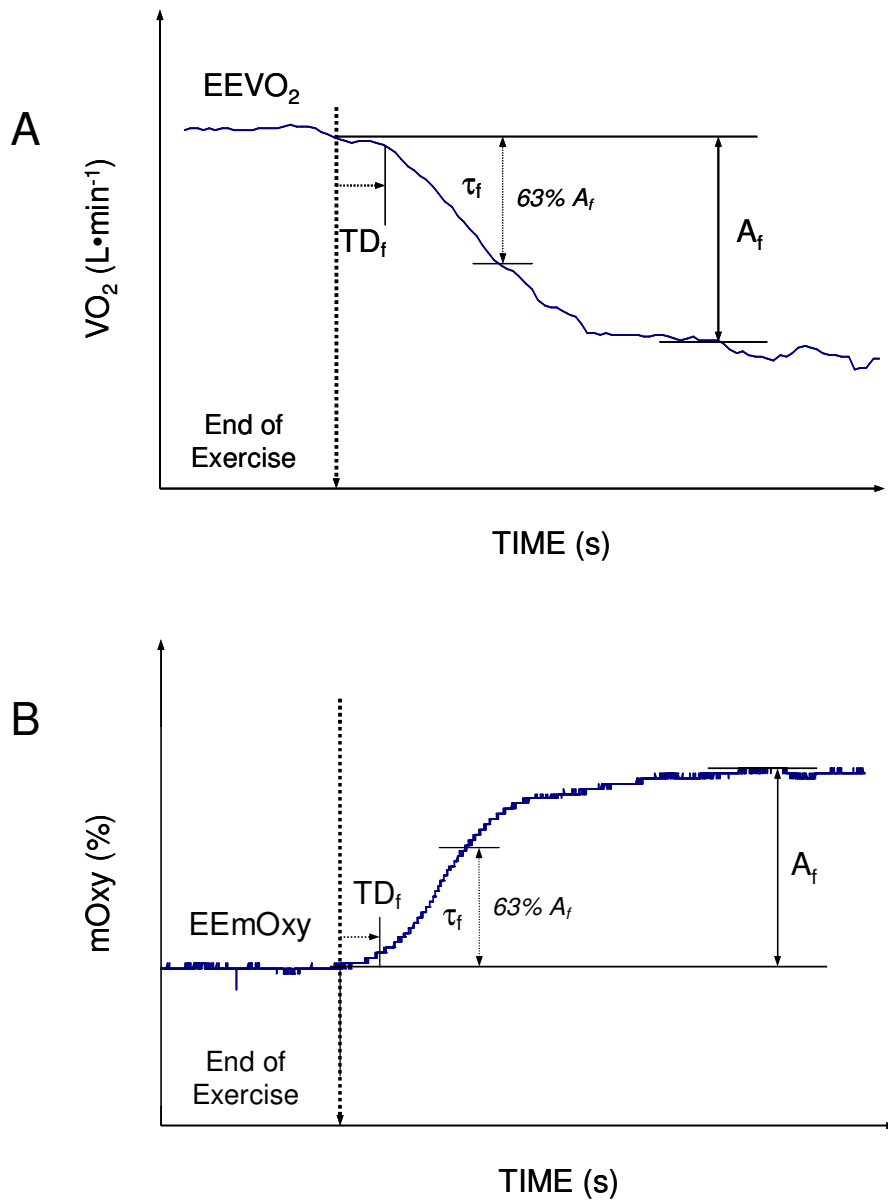 A
EEVO₂
VO₂ (L•min⁻¹)
τf
63% Af
TDf
Af
End of
Exercise
TIME (s)
B
mOxy (%)
TDf
τf
63% Af
Af
EEmOxy
End of
Exercise
TIME (s)